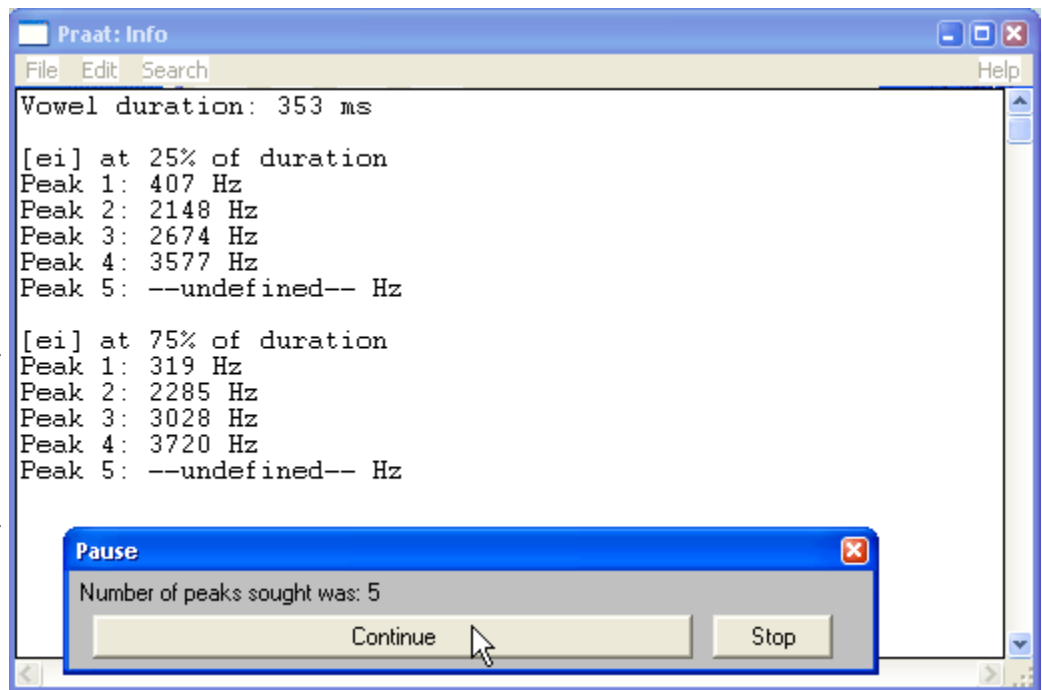 Praat: Info
File Edit Search Help
Vowel duration: 353 ms
[ei] at 25% of duration
Peak 1: 407 Hz
Peak 2: 2148 Hz
Peak 3: 2674 Hz
Peak 4: 3577 Hz
Peak 5: --undefined-- Hz
[ei] at 75% of duration
Peak 1: 319 Hz
Peak 2: 2285 Hz
Peak 3: 3028 Hz
Peak 4: 3720 Hz
Peak 5: --undefined-- Hz
Pause
Number of peaks sought was: 5
Continue Stop